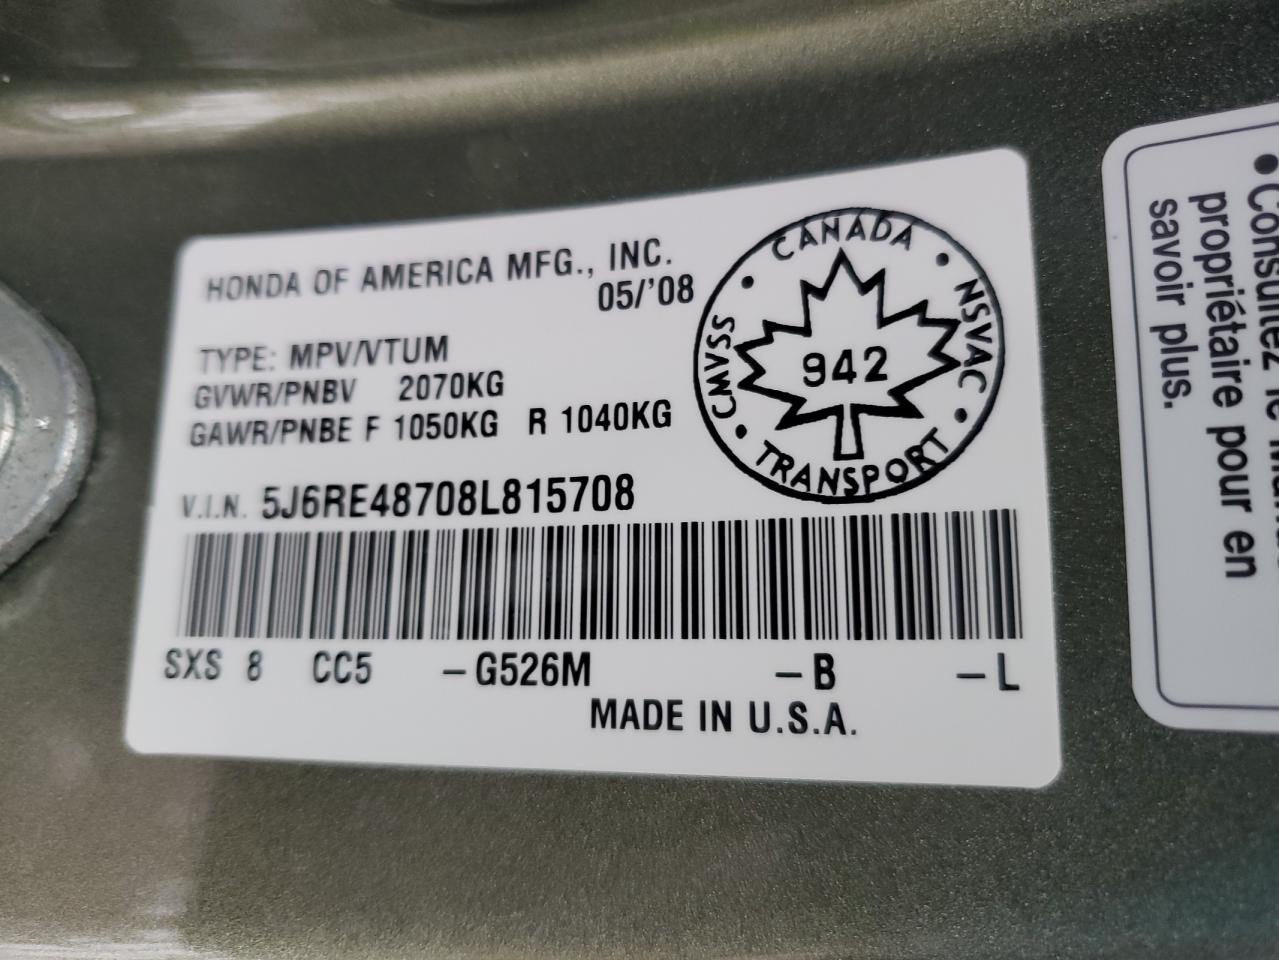 HONDA OF AMERICA MFG., INC.
05/'08
TYPE: MPV/VTUM
GVWR/PNBV 2070KG
GAWR/PNBE F 1050KG R 1040KG
V.I.N. 5J6RE48708L815708
SXS 8 CC5 -G526M -B -L
MADE IN U.S.A.
CANADA
NSVAC
TRANSPORT
CMVSS
942
• Consultez le
propriétaire pour en
savoir plus.